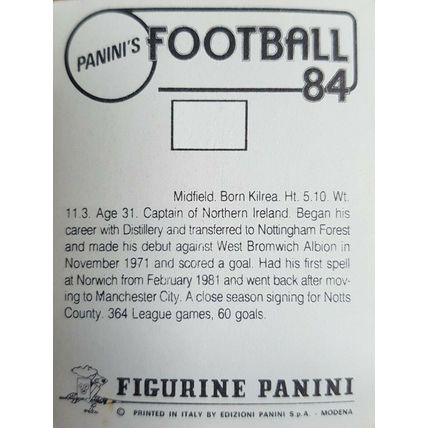 PANINI'S
FOOTBALL
84
Midfield. Born Kilrea. Ht. 5.10. Wt.
11.3. Age 31. Captain of Northern Ireland. Began his
career with Distillery and transferred to Nottingham Forest
and made his debut against West Bromwich Albion in
November 1971 and scored a goal. Had his first spell
at Norwich from February 1981 and went back after mov-
ing to Manchester City. A close season signing for Notts
County. 364 League games, 60 goals.
FIGURINE PANINI
© PRINTED IN ITALY BY EDIZIONI PANINI S.p.A. - MODENA